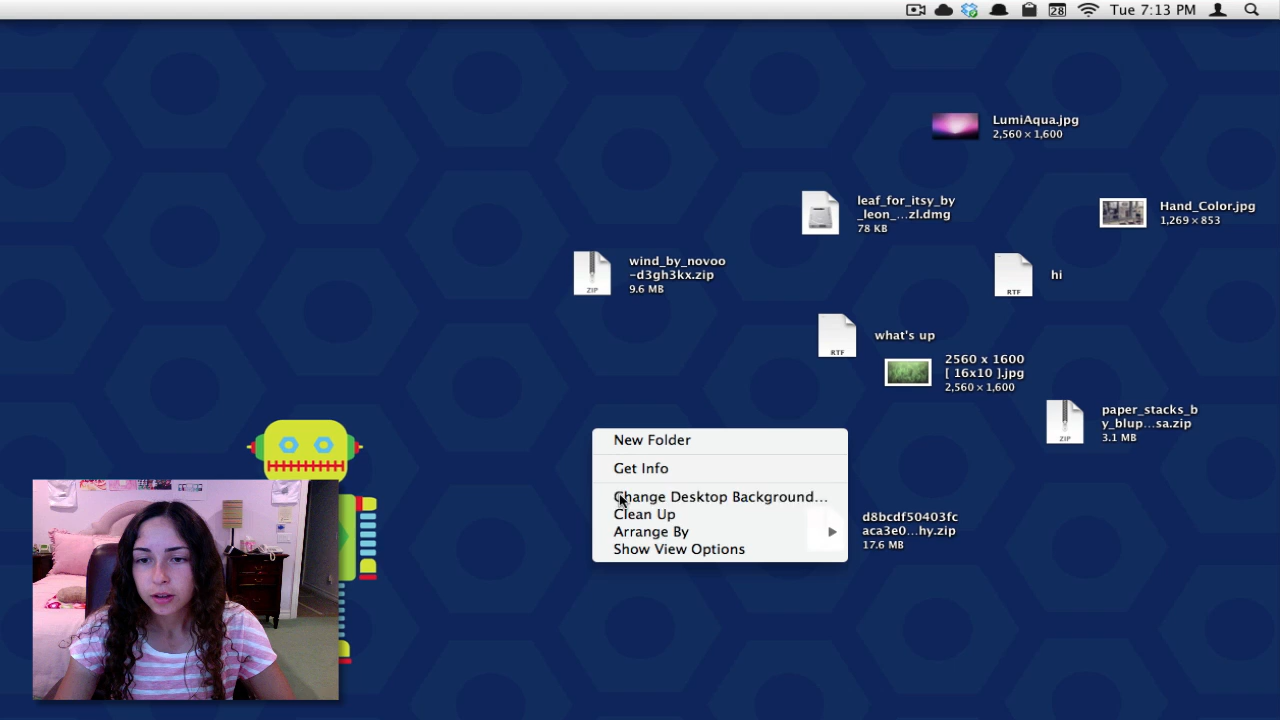 28
Tue 7:13 PM
LumiAqua.jpg
2,560 × 1,600
leaf_for_itsy_by
_leon_...zl.dmg
78 KB
Hand_Color.jpg
1,269 × 853
wind_by_novoo
-d3gh3kx.zip
9.6 MB
ZIP
hi
RTF
what's up
RTF
2560 x 1600
[ 16x10 ].jpg
2,560 × 1,600
paper_stacks_b
y_blup...sa.zip
3.1 MB
ZIP
New Folder
Get Info
Change Desktop Background...
Clean Up
Arrange By
Show View Options
d8bcdf50403fc
aca3e0...hy.zip
17.6 MB